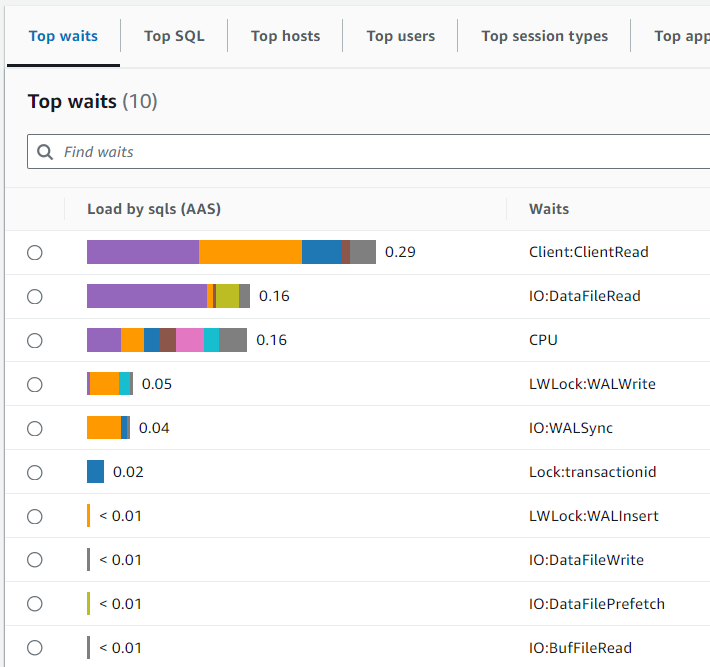 Top waits Top SQL Top hosts Top users Top session types Top app
Top waits (10)
Find waits
Load by sqls (AAS) Waits
0.29 Client:ClientRead
0.16 IO:DataFileRead
0.16 CPU
0.05 LWLock:WALWrite
0.04 IO:WALSync
0.02 Lock:transactionid
< 0.01 LWLock:WALInsert
< 0.01 IO:DataFileWrite
< 0.01 IO:DataFilePrefetch
< 0.01 IO:BufFileRead